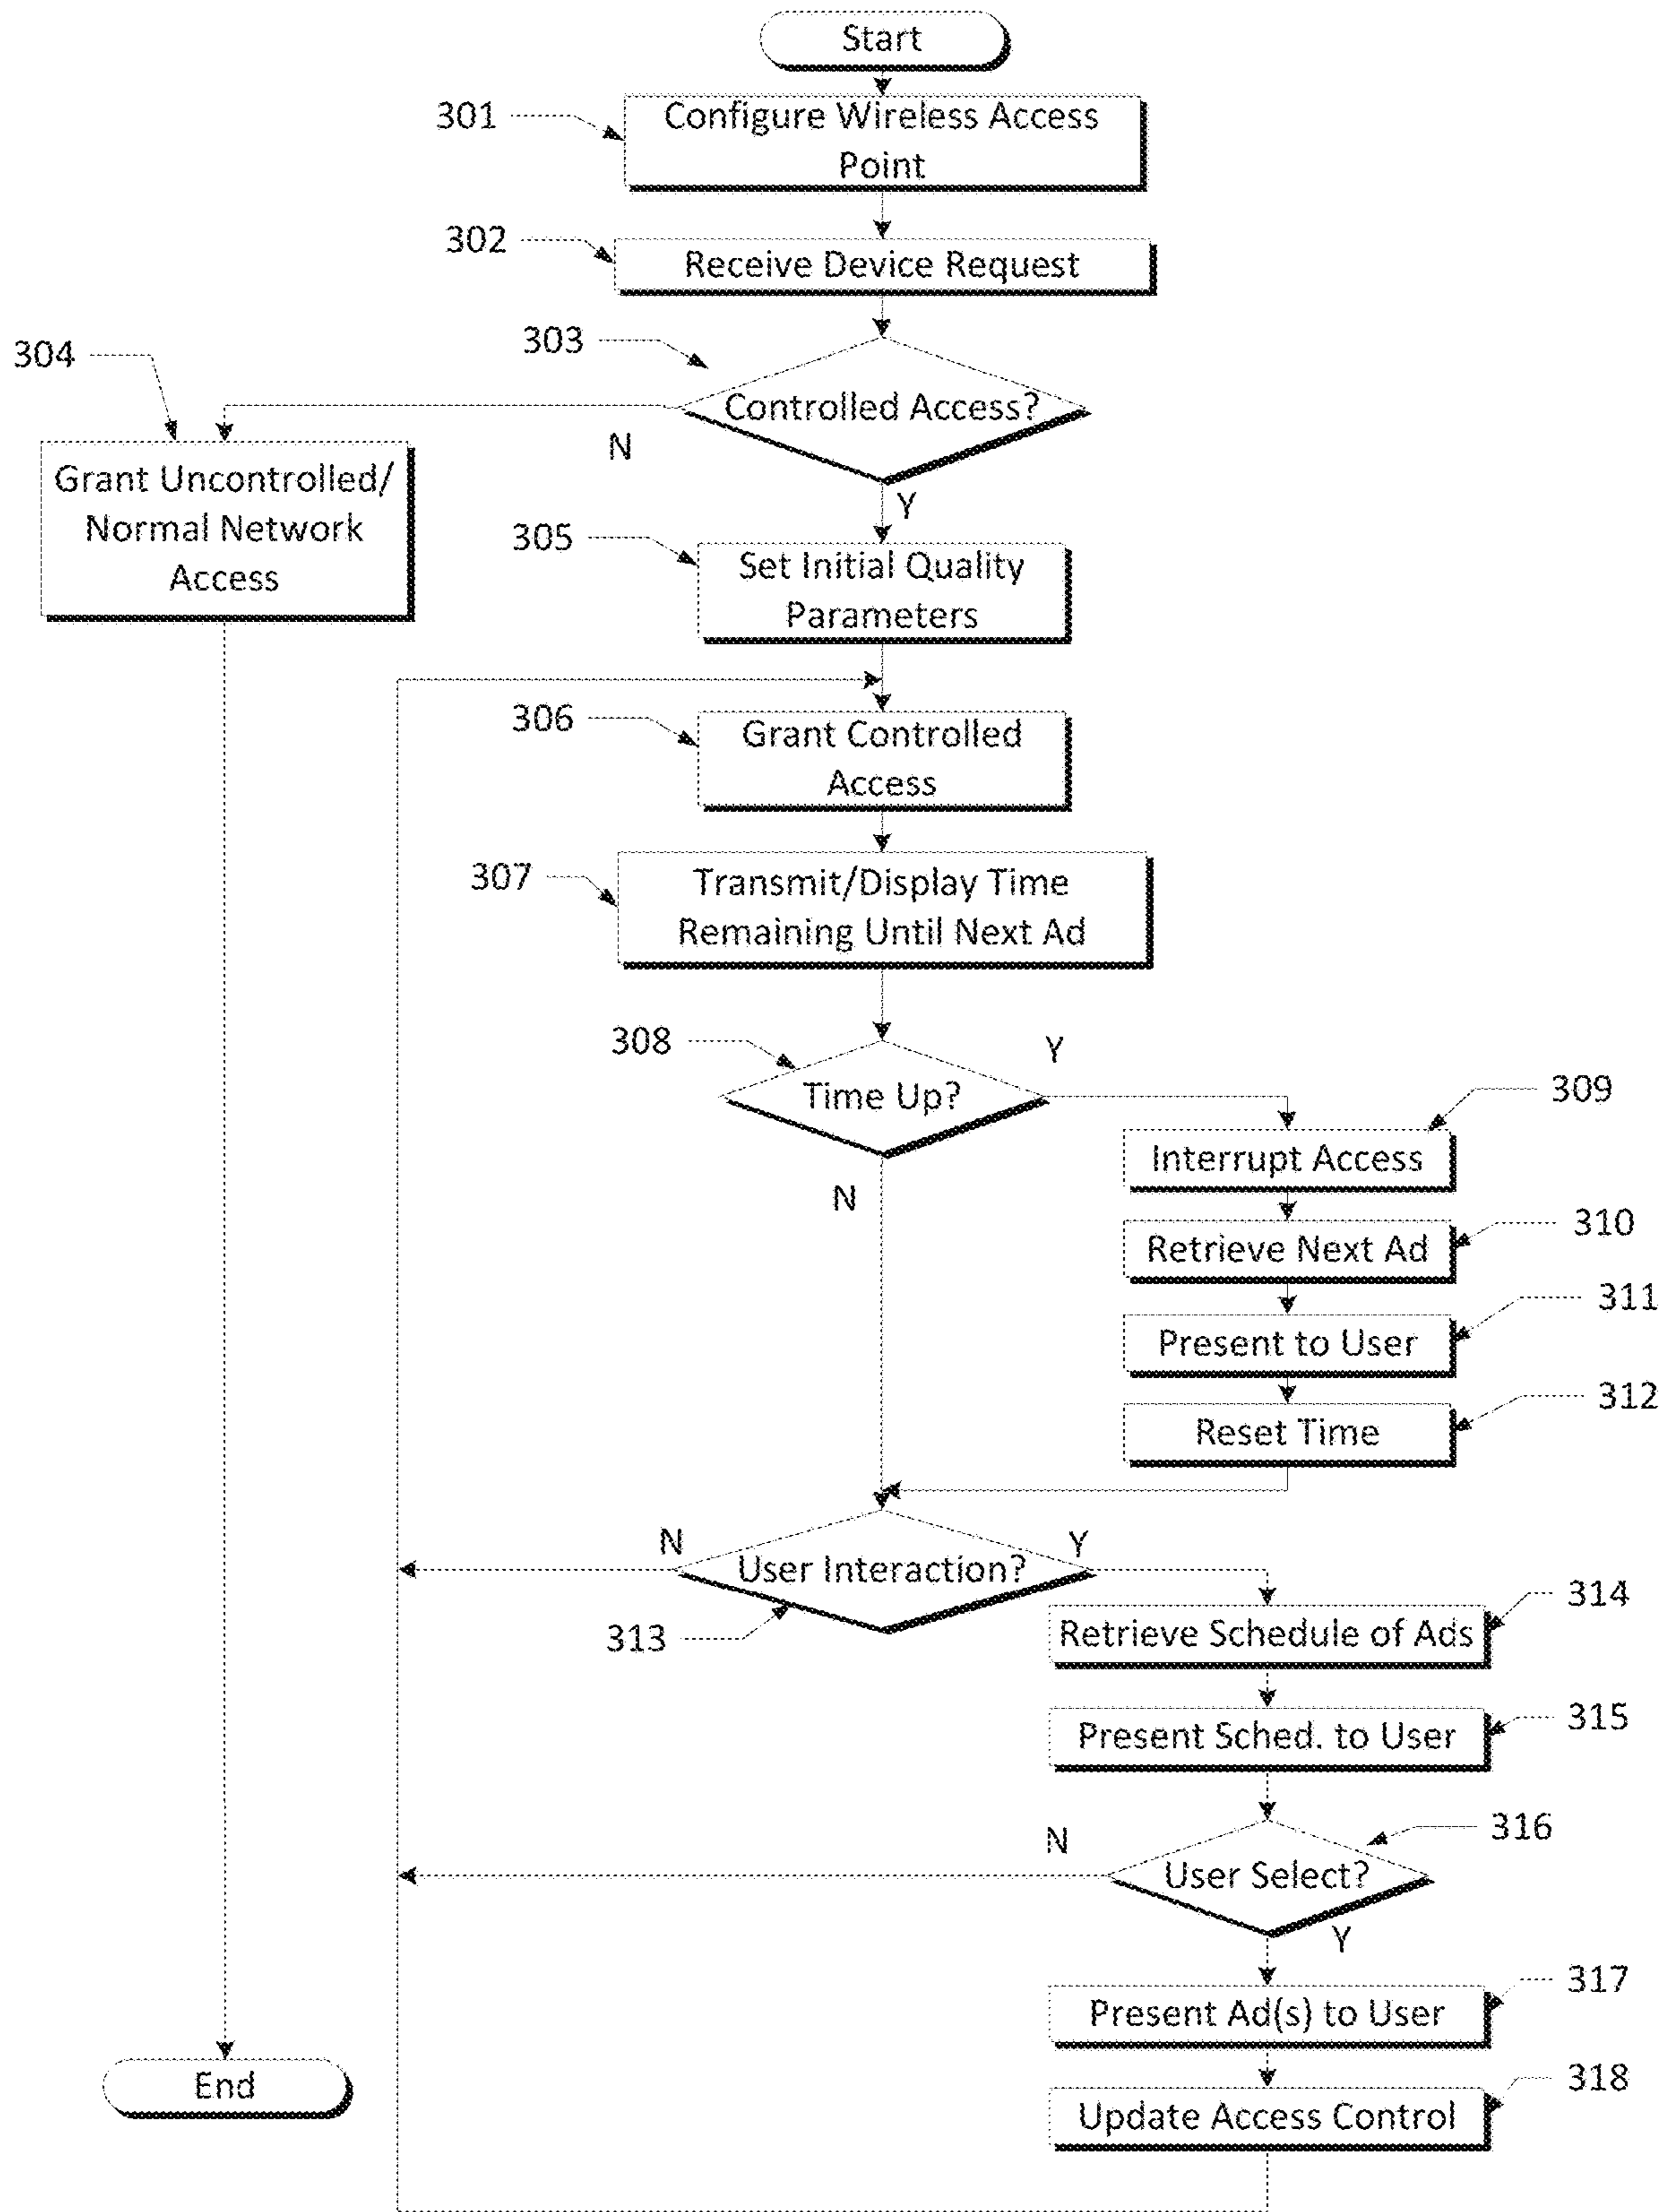 Start
301
Configure Wireless Access
Point
302
Receive Device Request
303
Controlled Access?
N
Y
304
Grant Uncontrolled/
Normal Network
Access
305
Set Initial Quality
Parameters
306
Grant Controlled
Access
307
Transmit/Display Time
Remaining Until Next Ad
308
Time Up?
Y
N
309
Interrupt Access
310
Retrieve Next Ad
311
Present to User
312
Reset Time
N
User Interaction?
Y
313
314
Retrieve Schedule of Ads
315
Present Sched. to User
316
N
User Select?
Y
317
Present Ad(s) to User
318
Update Access Control
End